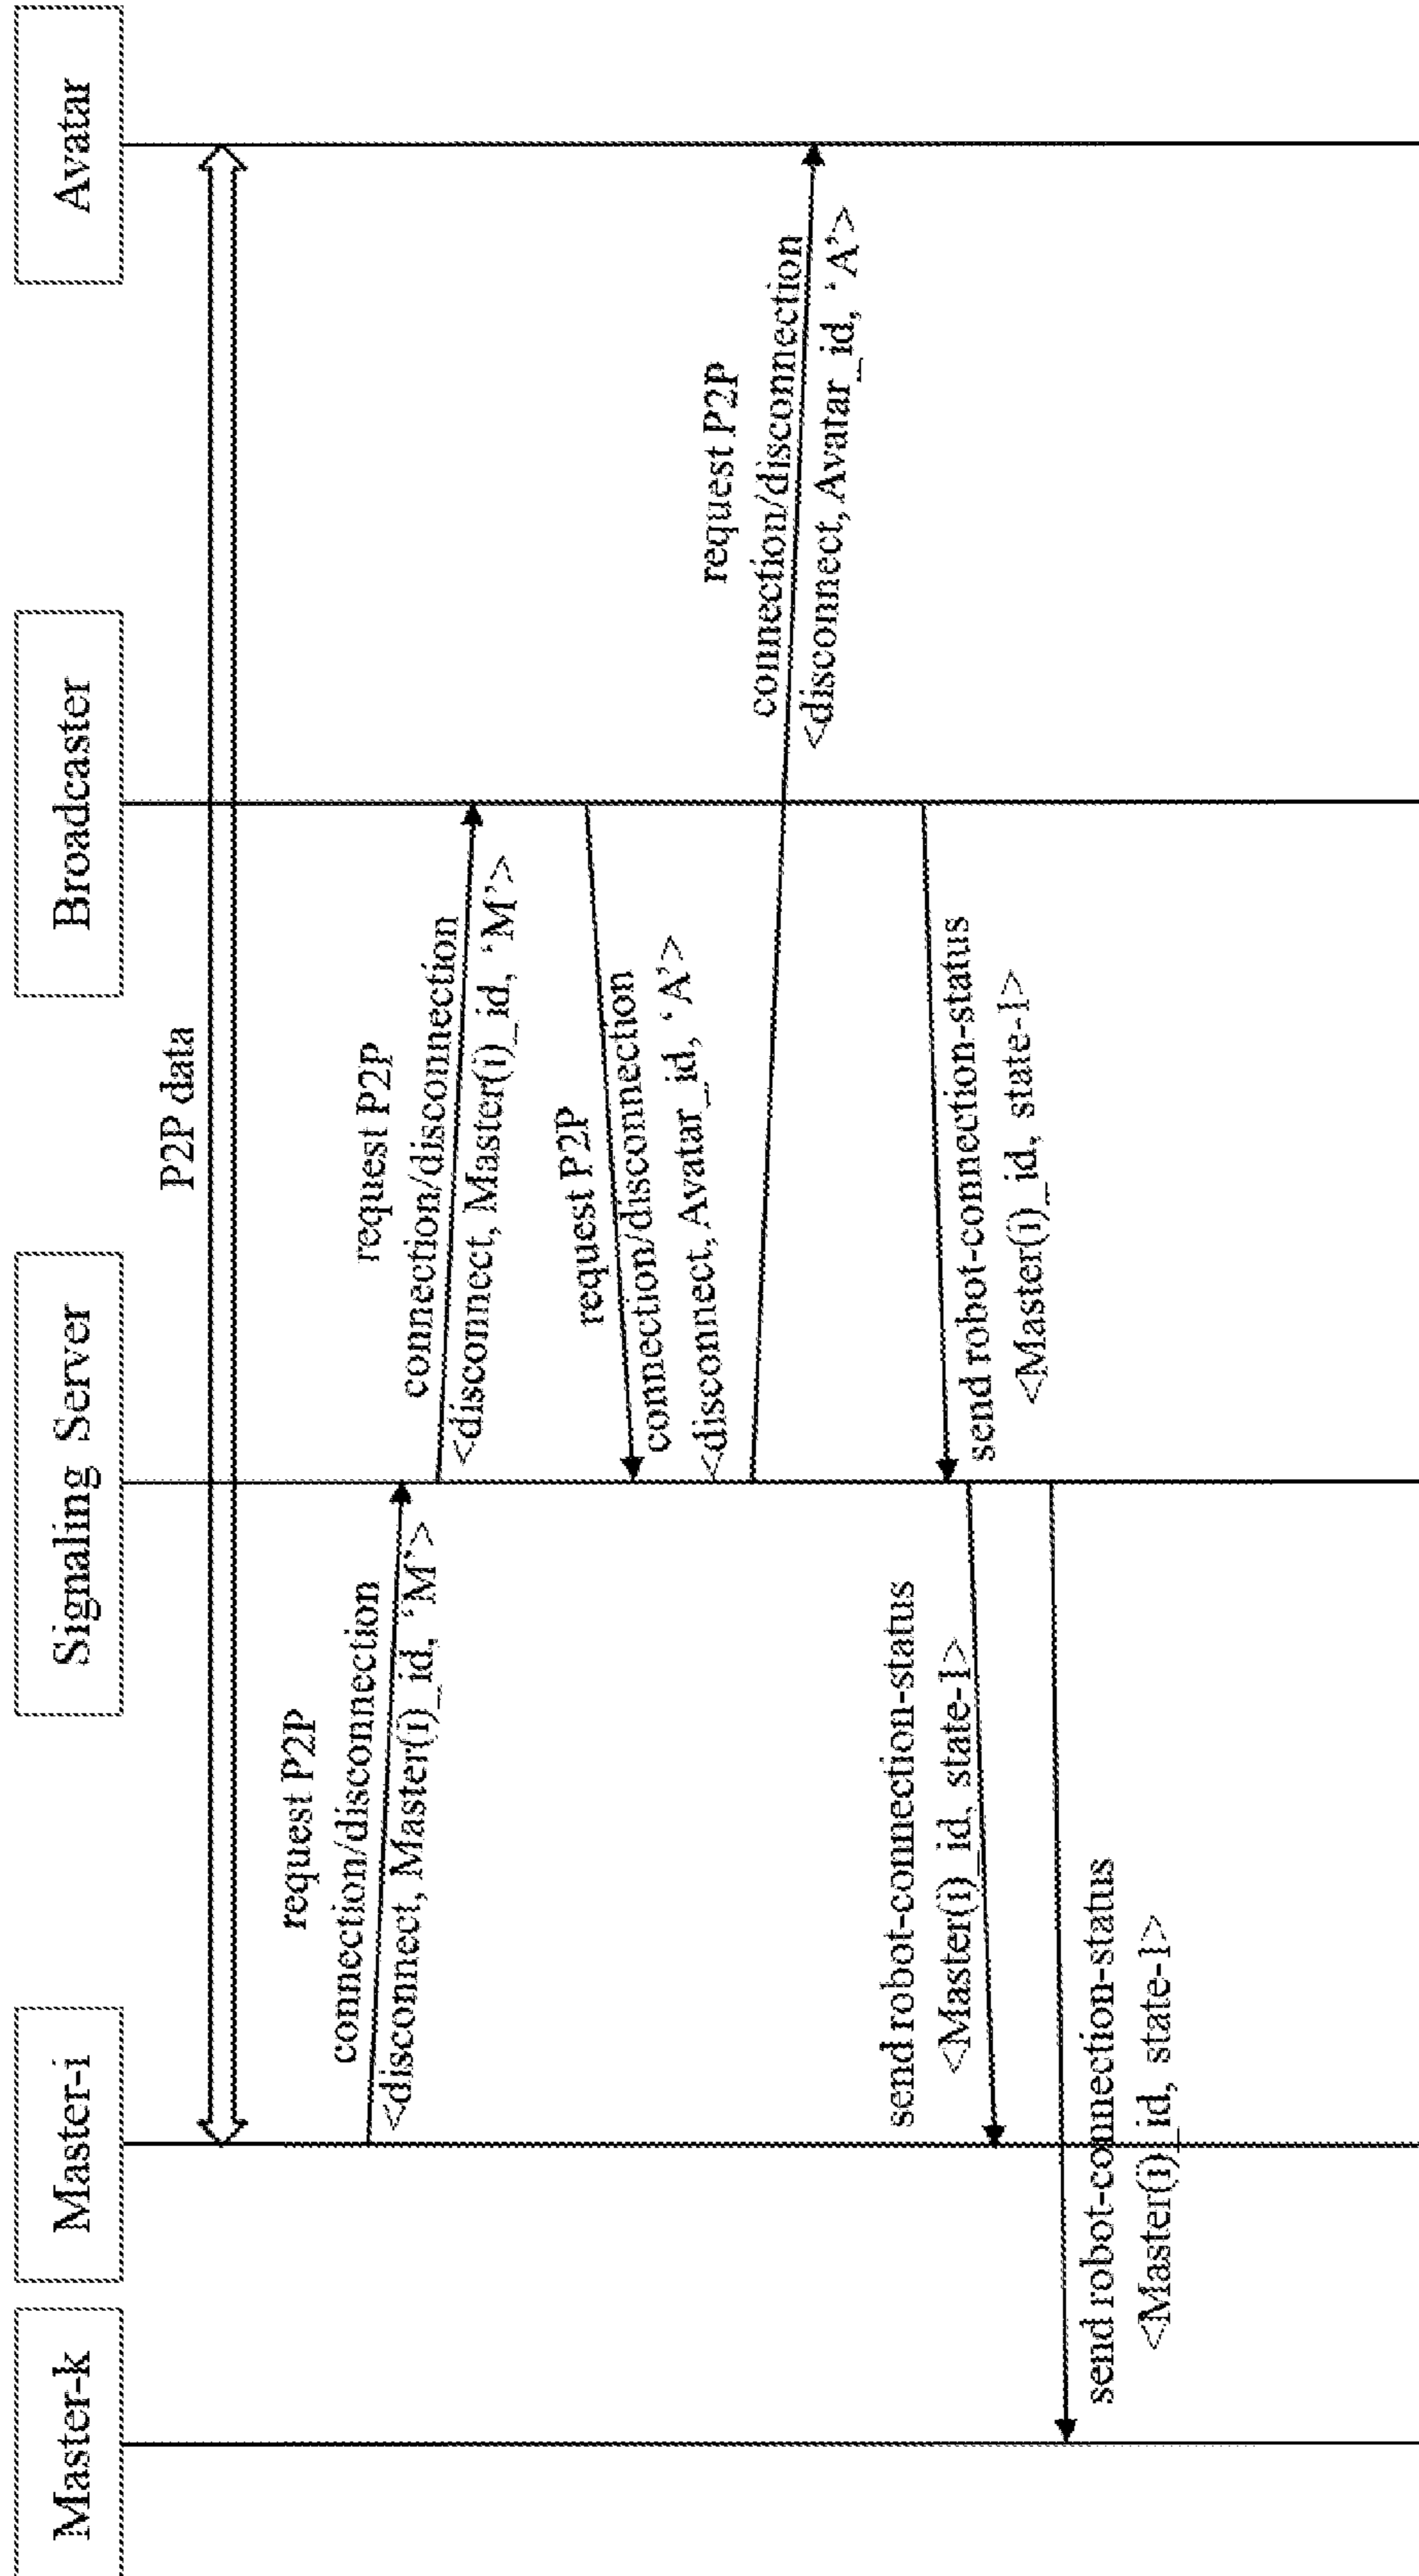 Master-k
Master-i
Signaling Server
Broadcaster
Avatar
P2P data
request P2P
connection/disconnection
<disconnect, Master(i)_id, ‘M’>
request P2P
connection/disconnection
<disconnect, Master(i)_id, ‘M’>
request P2P
connection/disconnection
<disconnect, Avatar_id, ‘A’>
request P2P
connection/disconnection
<disconnect, Avatar_id, ‘A’>
send robot-connection-status
<Master(i)_id, state-1>
send robot-connection-status
<Master(i)_id, state-1>
send robot-connection-status
<Master(i)_id, state-1>